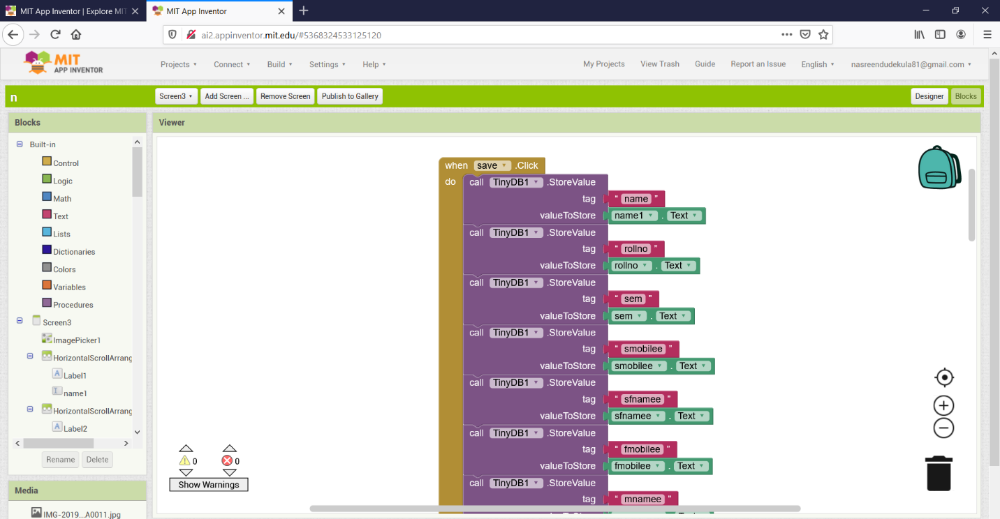 MIT App Inventor | Explore MIT
MIT App Inventor
ai2.appinventor.mit.edu/#5368324533125120
MIT
APP INVENTOR
Projects Connect Build Settings Help My Projects View Trash Guide Report an Issue English nasreendudekula81@gmail.com
n
Screen3 Add Screen ... Remove Screen Publish to Gallery Designer Blocks
Blocks
Viewer
Built-in
Control
Logic
Math
Text
Lists
Dictionaries
Colors
Variables
Procedures
Screen3
ImagePicker1
HorizontalScrollArrang
Label1
name1
HorizontalScrollArrang
Label2
Rename Delete
Media
IMG-2019...A0011.jpg
when save .Click
do call TinyDB1 .StoreValue
tag " name "
valueToStore name1 . Text
call TinyDB1 .StoreValue
tag " rollno "
valueToStore rollno . Text
call TinyDB1 .StoreValue
tag " sem "
valueToStore sem . Text
call TinyDB1 .StoreValue
tag " smobilee "
valueToStore smobilee . Text
call TinyDB1 .StoreValue
tag " sfnamee "
valueToStore sfnamee . Text
call TinyDB1 .StoreValue
tag " fmobilee "
valueToStore fmobilee . Text
call TinyDB1 .StoreValue
tag " mnamee "
0 0
Show Warnings